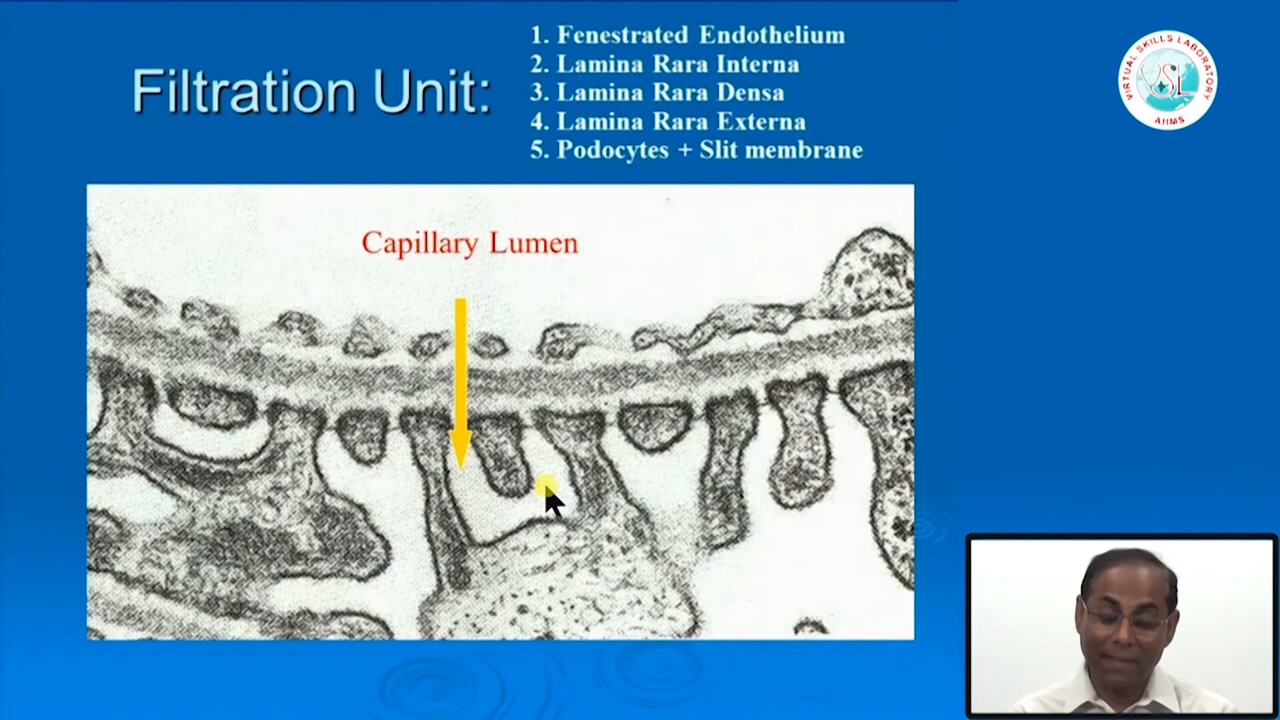 Filtration Unit:
1. Fenestrated Endothelium
2. Lamina Rara Interna
3. Lamina Rara Densa
4. Lamina Rara Externa
5. Podocytes + Slit membrane
Capillary Lumen
VIRTUAL SKILLS LABORATORY
VSL
AIIMS